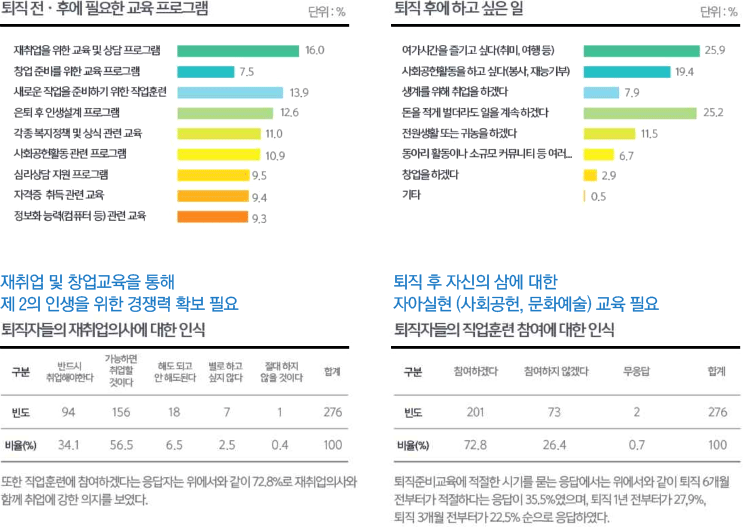 퇴직 전·후에 필요한 교육 프로그램
단위 : %
재취업을 위한 교육 및 상담 프로그램 16.0
창업 준비를 위한 교육 프로그램 7.5
새로운 직업을 준비하기 위한 직업훈련 13.9
은퇴 후 인생설계 프로그램 12.6
각종 복지정책 및 상식 관련 교육 11.0
사회공헌활동 관련 프로그램 10.9
심리상담 지원 프로그램 9.5
자격증 취득 관련 교육 9.4
정보화 능력(컴퓨터 등) 관련 교육 9.3
퇴직 후에 하고 싶은 일
단위 : %
여가시간을 즐기고 싶다(취미, 여행 등) 25.9
사회공헌활동을 하고 싶다(봉사, 재능기부) 19.4
생계를 위해 취업을 하겠다 7.9
돈을 적게 벌더라도 일을 계속 하겠다 25.2
전원생활 또는 귀농을 하겠다 11.5
동아리 활동이나 소규모 커뮤니티 등 여러... 6.7
창업을 하겠다 2.9
기타 0.5
재취업 및 창업교육을 통해
제 2의 인생을 위한 경쟁력 확보 필요
퇴직자들의 재취업의사에 대한 인식
구분 반드시 취업해야한다 가능하면 취업할 것이다 해도 되고 안 해도된다 별로 하고 싶지 않다 절대 하지 않을 것이다 합계
빈도 94 156 18 7 1 276
비율(%) 34.1 56.5 6.5 2.5 0.4 100
또한 직업훈련에 참여하겠다는 응답자는 위에서와 같이 72.8%로 재취업의사와
함께 취업에 강한 의지를 보였다.
퇴직 후 자신의 삼에 대한
자아실현 (사회공헌, 문화예술) 교육 필요
퇴직자들의 직업훈련 참여에 대한 인식
구분 참여하겠다 참여하지 않겠다 무응답 합계
빈도 201 73 2 276
비율(%) 72.8 26.4 0.7 100
퇴직준비교육에 적절한 시기를 묻는 응답에서는 위에서와 같이 퇴직 6개월
전부터가 적절하다는 응답이 35.5%였으며, 퇴직 1년 전부터가 27.9%,
퇴직 3개월 전부터가 22.5% 순으로 응답하였다.